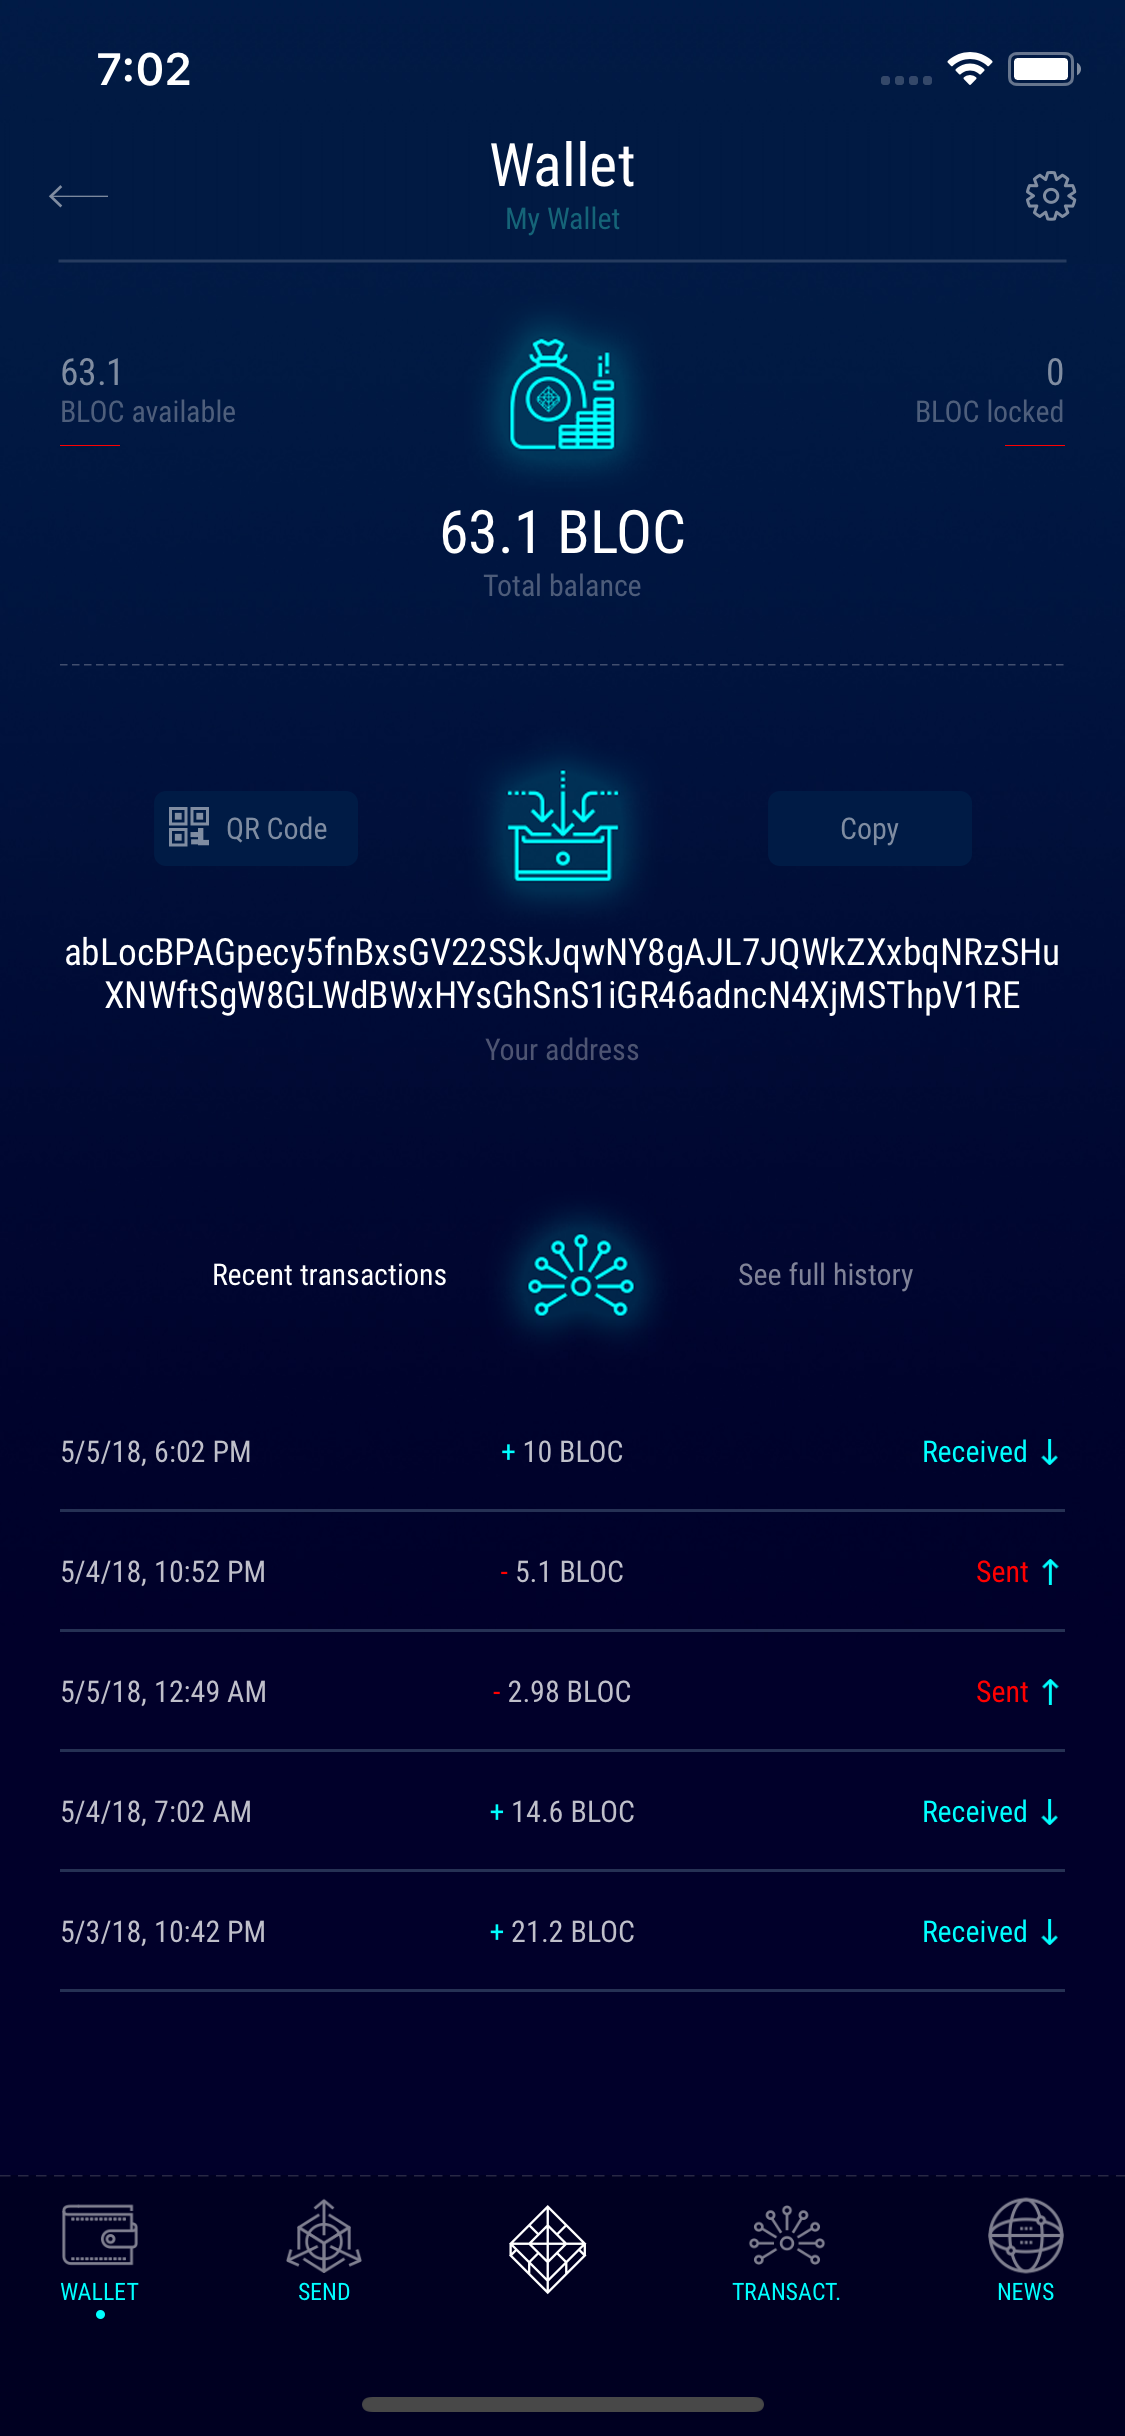 7:02
Wallet
My Wallet
63.1
BLOC available
0
BLOC locked
63.1 BLOC
Total balance
QR Code
Copy
abLocBPAGpecy5fnBxsGV22SSkJqwNY8gAJL7JQWkZXxbqNRzSHu
XNWftSgW8GLWdBWxHYsGhSnS1iGR46adncN4XjMSThpV1RE
Your address
Recent transactions
See full history
5/5/18, 6:02 PM + 10 BLOC Received ↓
5/4/18, 10:52 PM - 5.1 BLOC Sent ↑
5/5/18, 12:49 AM - 2.98 BLOC Sent ↑
5/4/18, 7:02 AM + 14.6 BLOC Received ↓
5/3/18, 10:42 PM + 21.2 BLOC Received ↓
WALLET SEND TRANSACT. NEWS